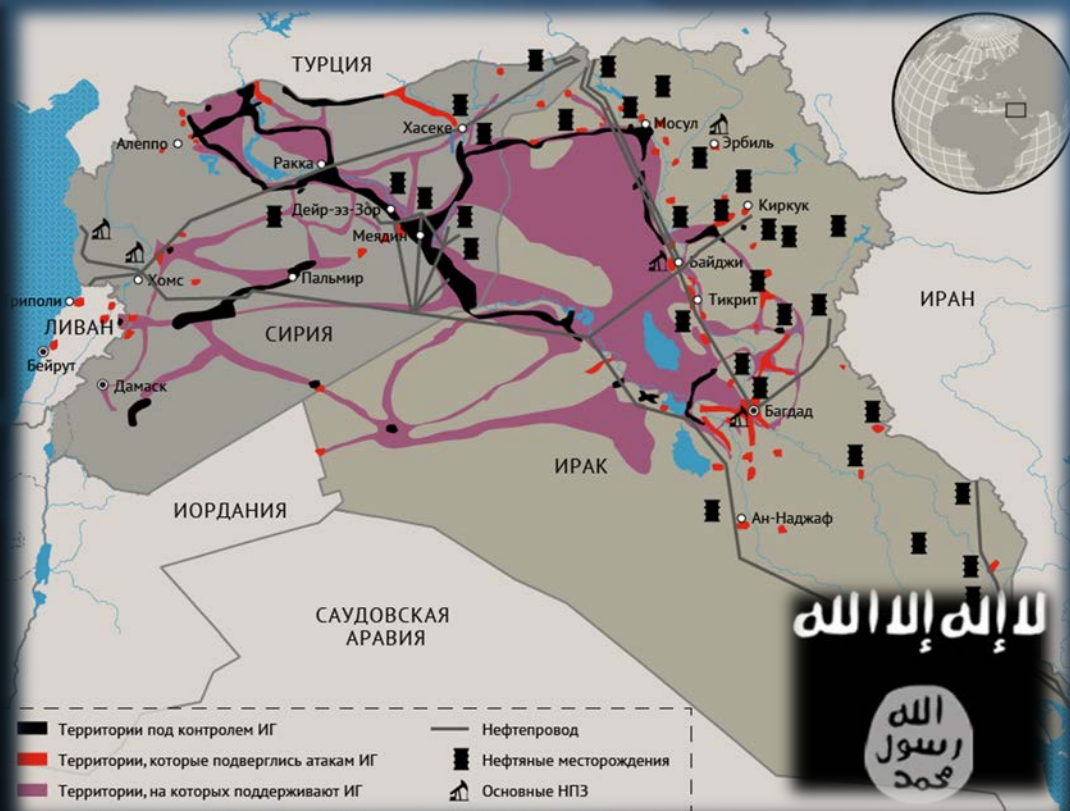 ТУРЦИЯ
Хасеке
Мосул
Эрбиль
Алеппо
Ракка
Дейр-эз-Зор
Меядин
Киркук
Байджи
Хомс
Пальмир
Тикрит
риполи
ЛИВАН
СИРИЯ
ИРАН
Бейрут
Дамаск
Багдад
ИРАК
ИОРДАНИЯ
Ан-Наджаф
САУДОВСКАЯ
АРАВИЯ
لا إله إلا الله
الله
رسول
محمد
Территории под контролем ИГ
Территории, которые подверглись атакам ИГ
Территории, на которых поддерживают ИГ
Нефтепровод
Нефтяные месторождения
Основные НПЗ